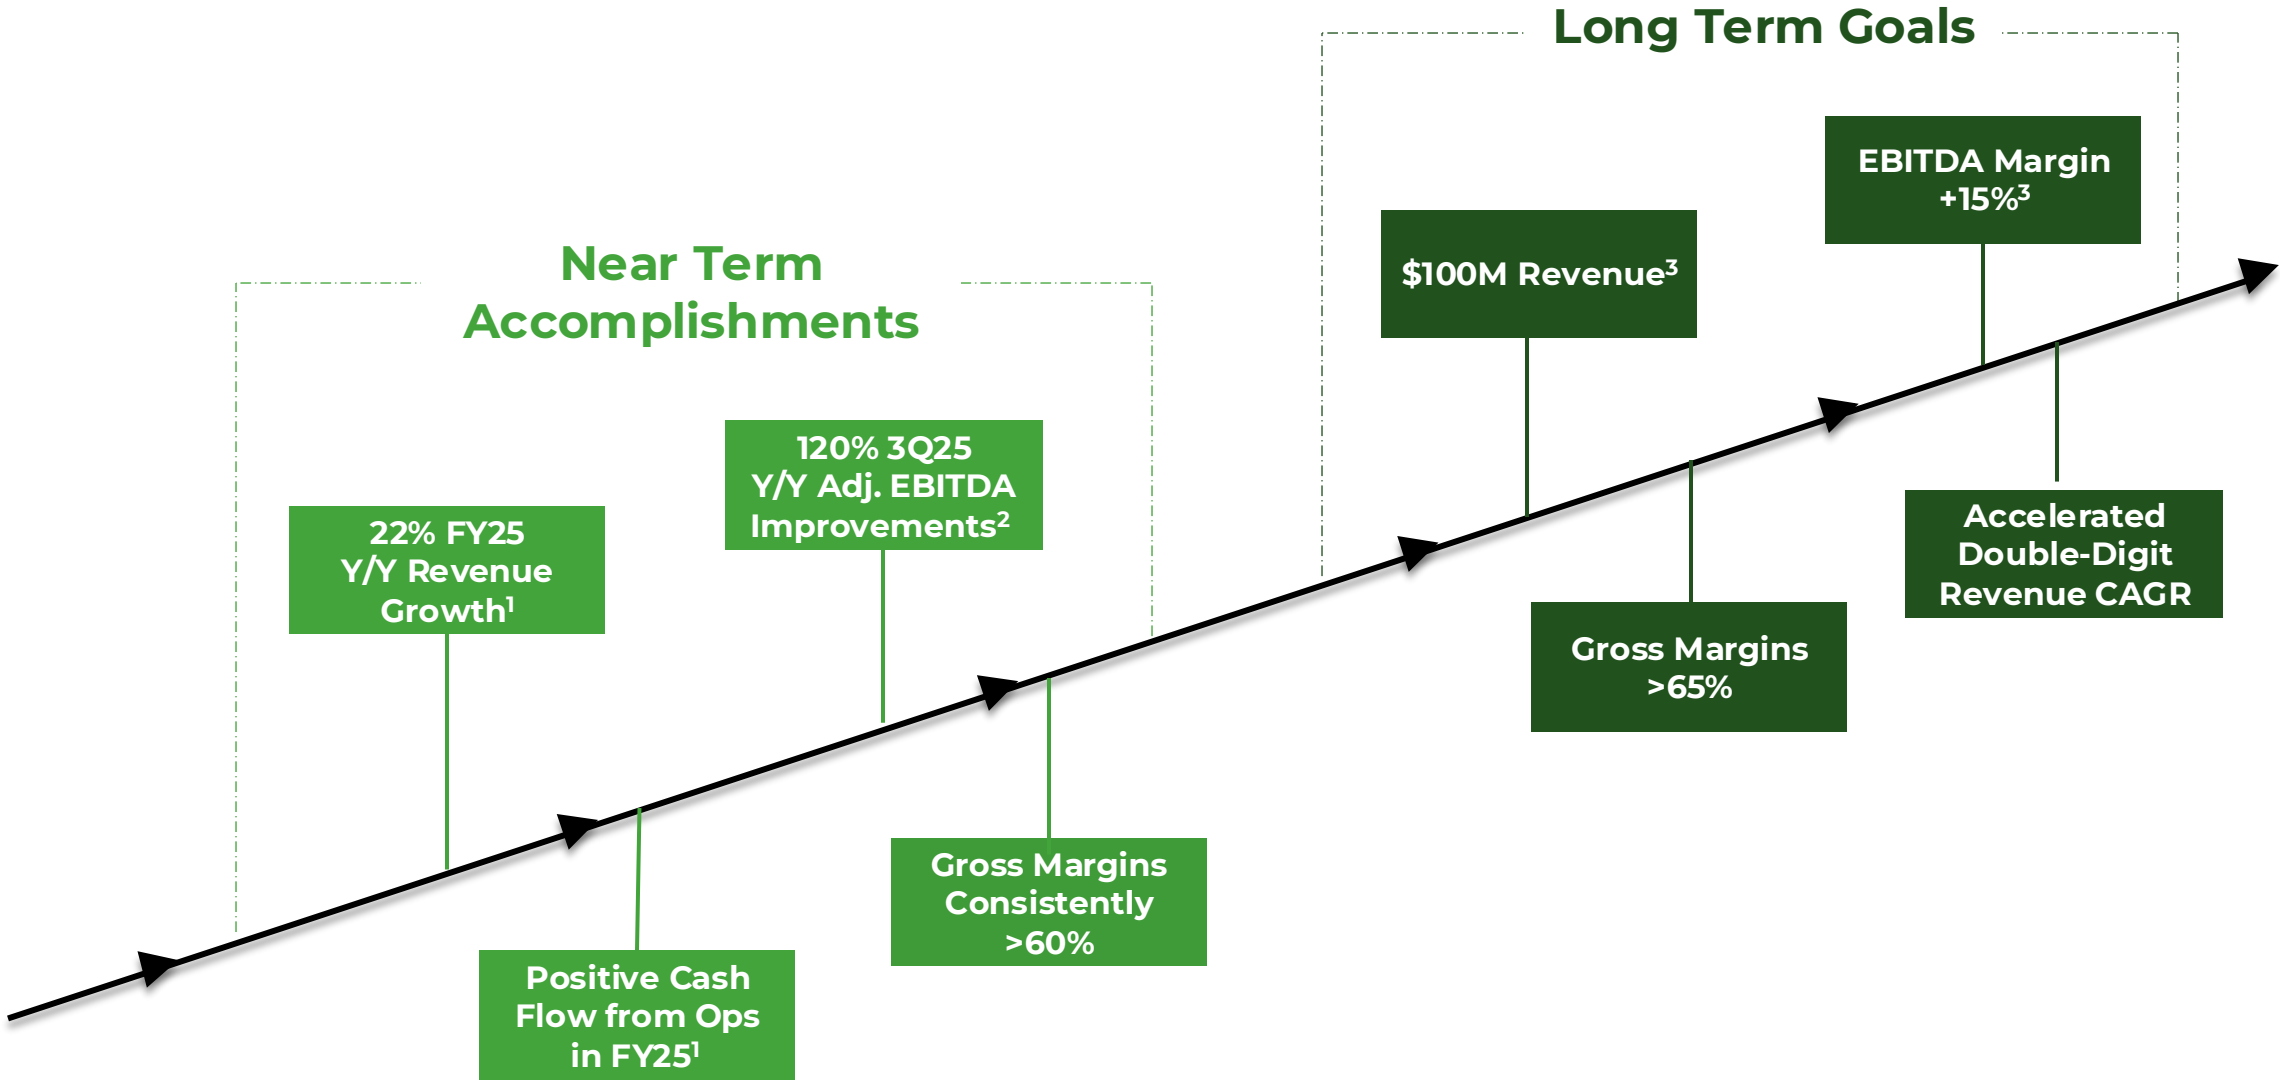 Long Term Goals
EBITDA Margin
+15%³
$100M Revenue³
Near Term
Accomplishments
120% 3Q25
Y/Y Adj. EBITDA
Improvements²
22% FY25
Y/Y Revenue
Growth¹
Accelerated
Double-Digit
Revenue CAGR
Gross Margins
>65%
Gross Margins
Consistently
>60%
Positive Cash
Flow from Ops
in FY25¹